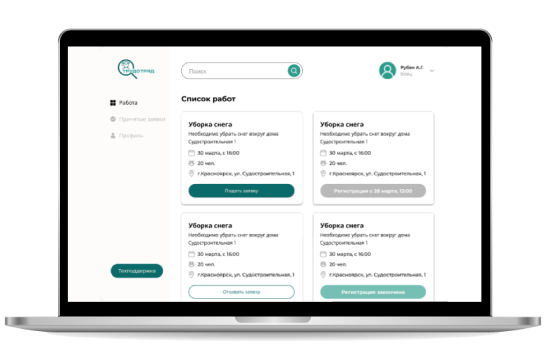 ТРУДОТРЯД
Поиск
Рубин А.Г.
Боец
Работа
Принятые заявки
Профиль
Техподдержка
Список работ
Уборка снега
Необходимо убрать снег вокруг дома
Судостроительная 1
30 марта, с 16:00
20 чел.
г.Красноярск, ул. Судостроительная, 1
Подать заявку
Уборка снега
Необходимо убрать снег вокруг дома
Судостроительная 1
30 марта, с 16:00
20 чел.
г.Красноярск, ул. Судостроительная, 1
Регистрация с 28 марта, 12:00
Уборка снега
Необходимо убрать снег вокруг дома
Судостроительная 1
30 марта, с 16:00
20 чел.
г.Красноярск, ул. Судостроительная, 1
Отозвать заявку
Уборка снега
Необходимо убрать снег вокруг дома
Судостроительная 1
30 марта, с 16:00
20 чел.
г.Красноярск, ул. Судостроительная, 1
Регистрация закончена